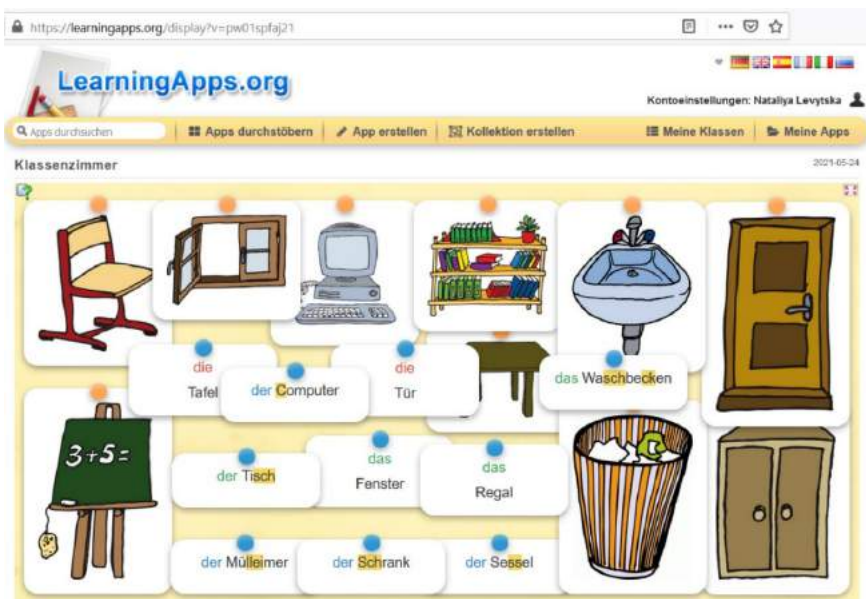 https://learningapps.org/display?v=pw01spfaj21
LearningApps.org
Kontoeinstellungen: Nataliya Levytska
Apps durchsuchen
Apps durchstöbern
App erstellen
Kollektion erstellen
Meine Klassen
Meine Apps
Klassenzimmer
2021-05-24
die
Tafel
der Computer
die
Tür
das Waschbecken
3+5=
der Tisch
das
Fenster
das
Regal
der Mülleimer
der Schrank
der Sessel